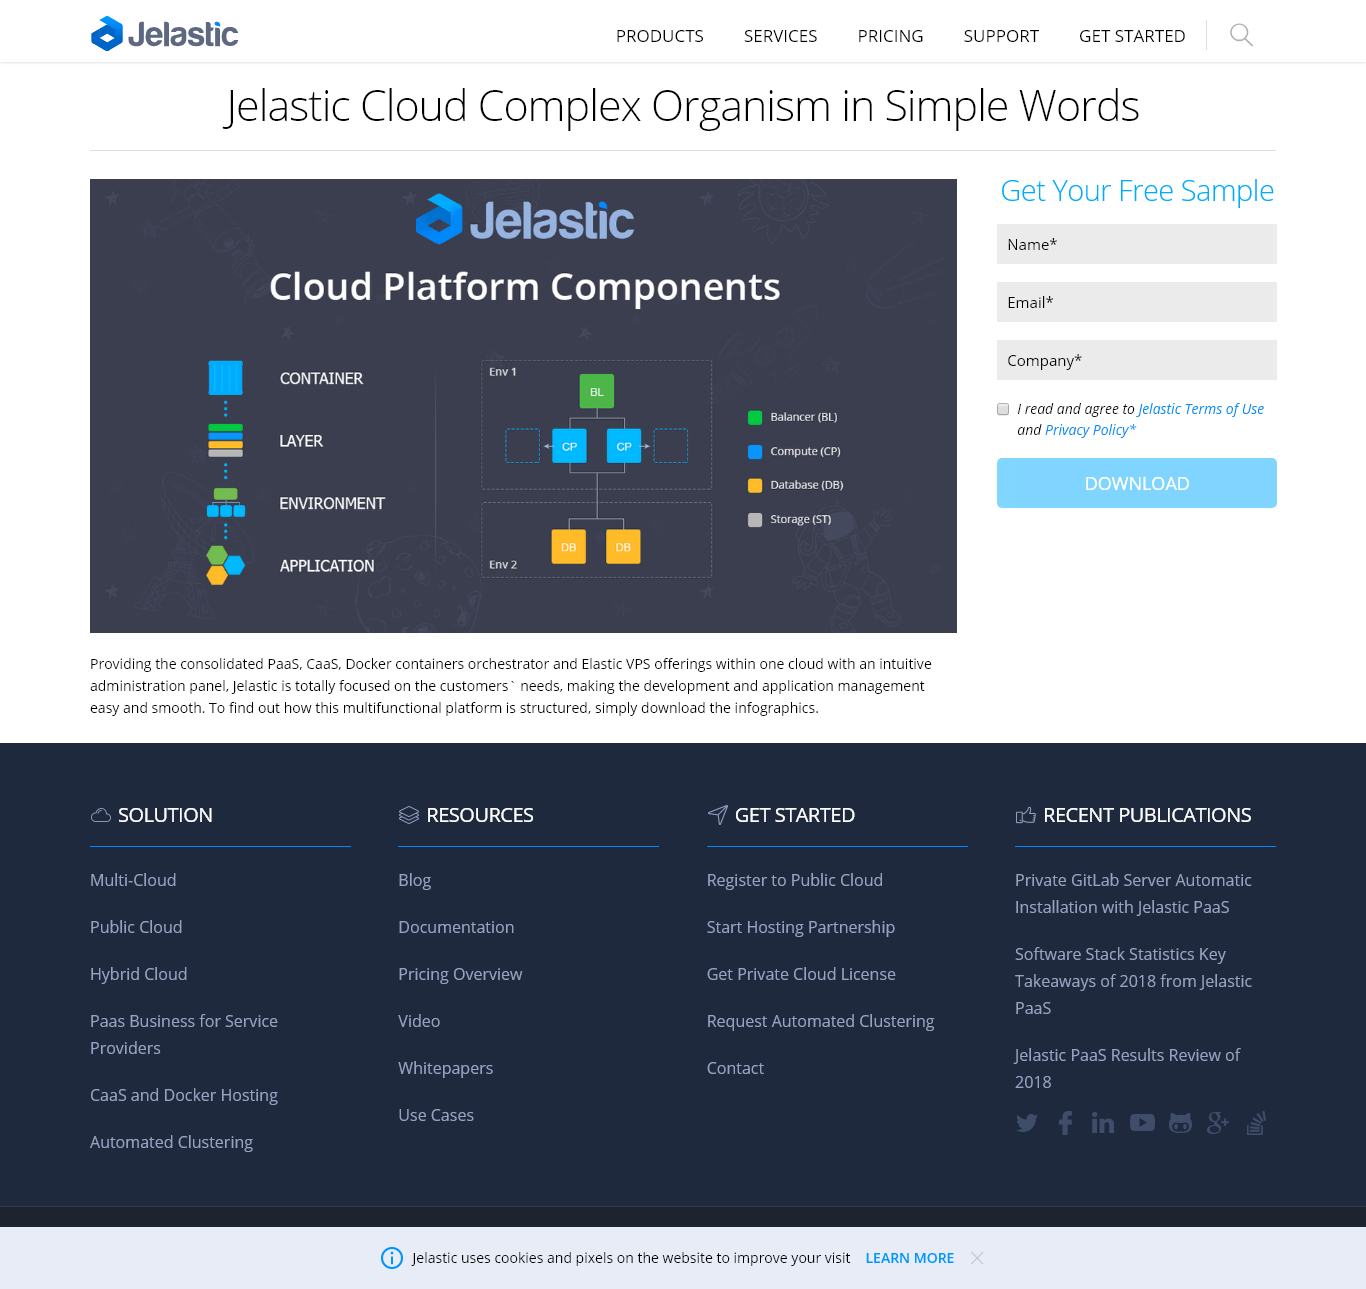 Jelastic
PRODUCTS SERVICES PRICING SUPPORT GET STARTED
Jelastic Cloud Complex Organism in Simple Words
Jelastic
Cloud Platform Components
CONTAINER
LAYER
ENVIRONMENT
APPLICATION
Env 1
BL
CP CP
DB DB
Env 2
Balancer (BL)
Compute (CP)
Database (DB)
Storage (ST)
Get Your Free Sample
Name*
Email*
Company*
I read and agree to Jelastic Terms of Use
and Privacy Policy*
DOWNLOAD
Providing the consolidated PaaS, CaaS, Docker containers orchestrator and Elastic VPS offerings within one cloud with an intuitive
administration panel, Jelastic is totally focused on the customers` needs, making the development and application management
easy and smooth. To find out how this multifunctional platform is structured, simply download the infographics.
SOLUTION
Multi-Cloud
Public Cloud
Hybrid Cloud
Paas Business for Service
Providers
CaaS and Docker Hosting
Automated Clustering
RESOURCES
Blog
Documentation
Pricing Overview
Video
Whitepapers
Use Cases
GET STARTED
Register to Public Cloud
Start Hosting Partnership
Get Private Cloud License
Request Automated Clustering
Contact
RECENT PUBLICATIONS
Private GitLab Server Automatic
Installation with Jelastic PaaS
Software Stack Statistics Key
Takeaways of 2018 from Jelastic
PaaS
Jelastic PaaS Results Review of
2018
Jelastic uses cookies and pixels on the website to improve your visit LEARN MORE